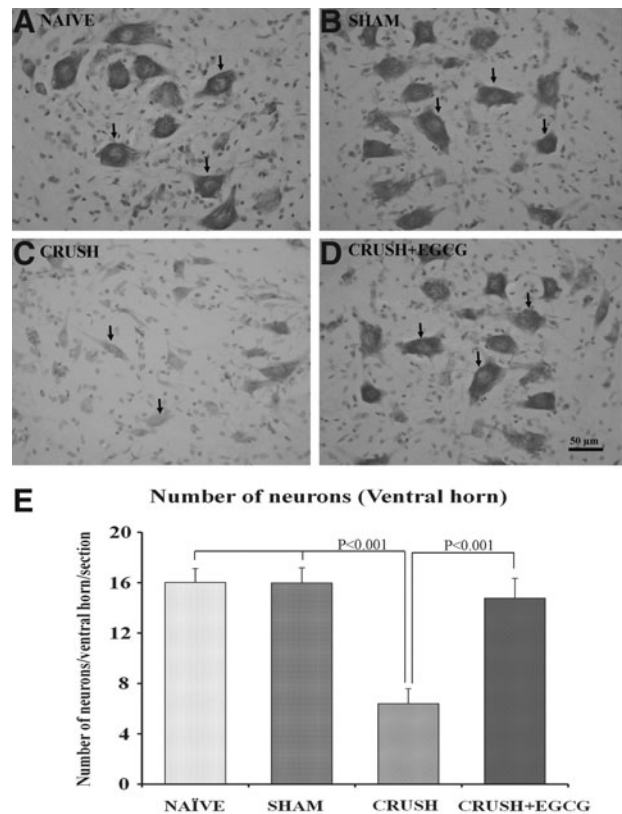 A NAIVE
B SHAM
C CRUSH
D CRUSH+EGCG
50 µm
E
Number of neurons (Ventral horn)
Number of neurons/ventral horn/section
20
16
12
8
4
0
P<0.001
P<0.001
NAÏVE SHAM CRUSH CRUSH+EGCG